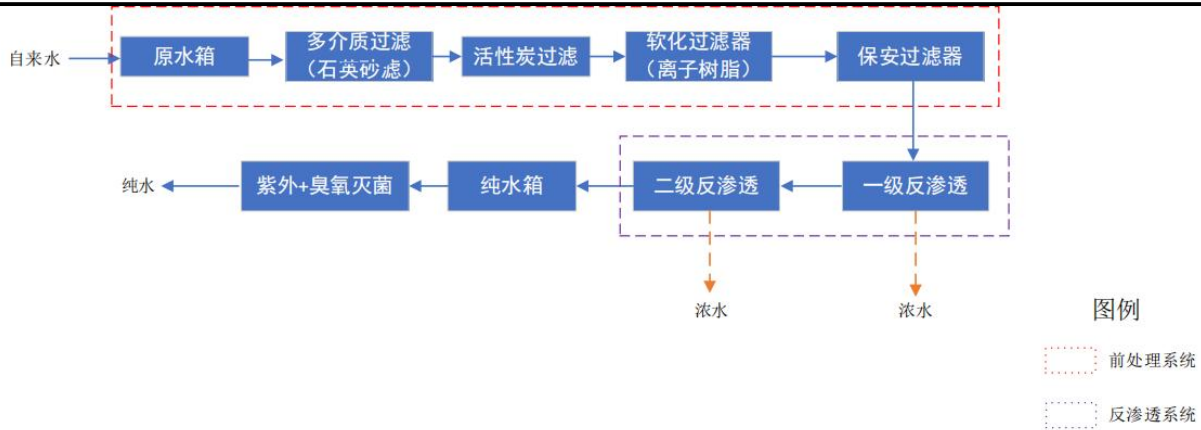 自来水
原水箱
多介质过滤
（石英砂滤）
活性炭过滤
软化过滤器
（离子树脂）
保安过滤器
纯水
紫外+臭氧灭菌
纯水箱
二级反渗透
一级反渗透
浓水
浓水
图例
前处理系统
反渗透系统